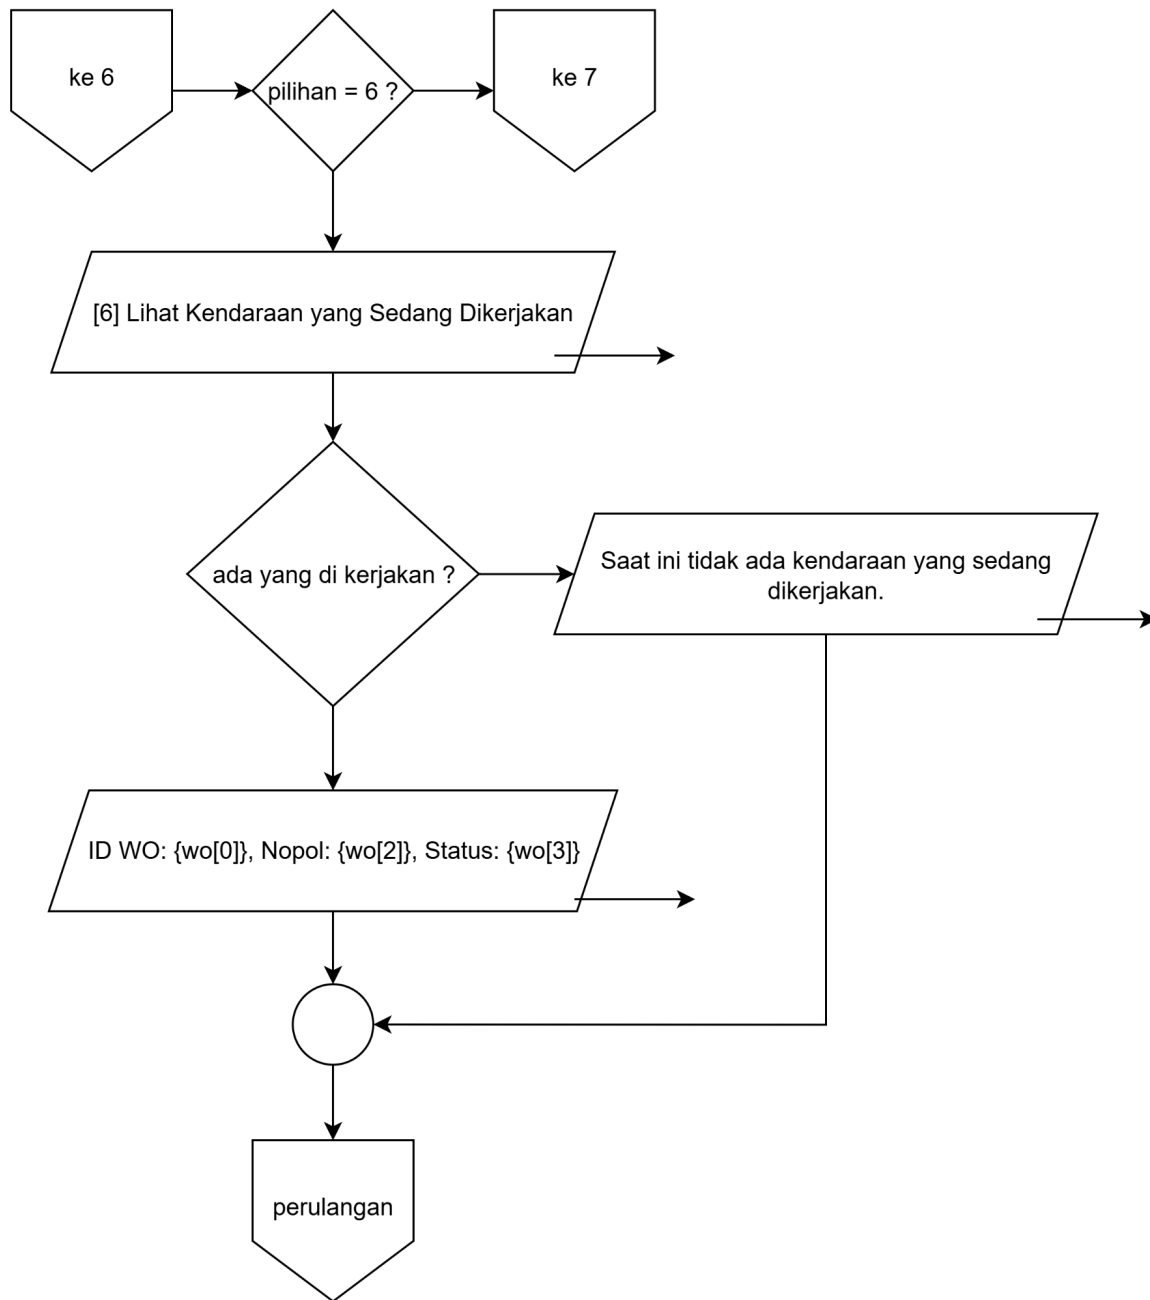 ke 6
pilihan = 6 ?
ke 7
[6] Lihat Kendaraan yang Sedang Dikerjakan
ada yang di kerjakan ?
Saat ini tidak ada kendaraan yang sedang
dikerjakan.
ID WO: {wo[0]}, Nopol: {wo[2]}, Status: {wo[3]}
perulangan